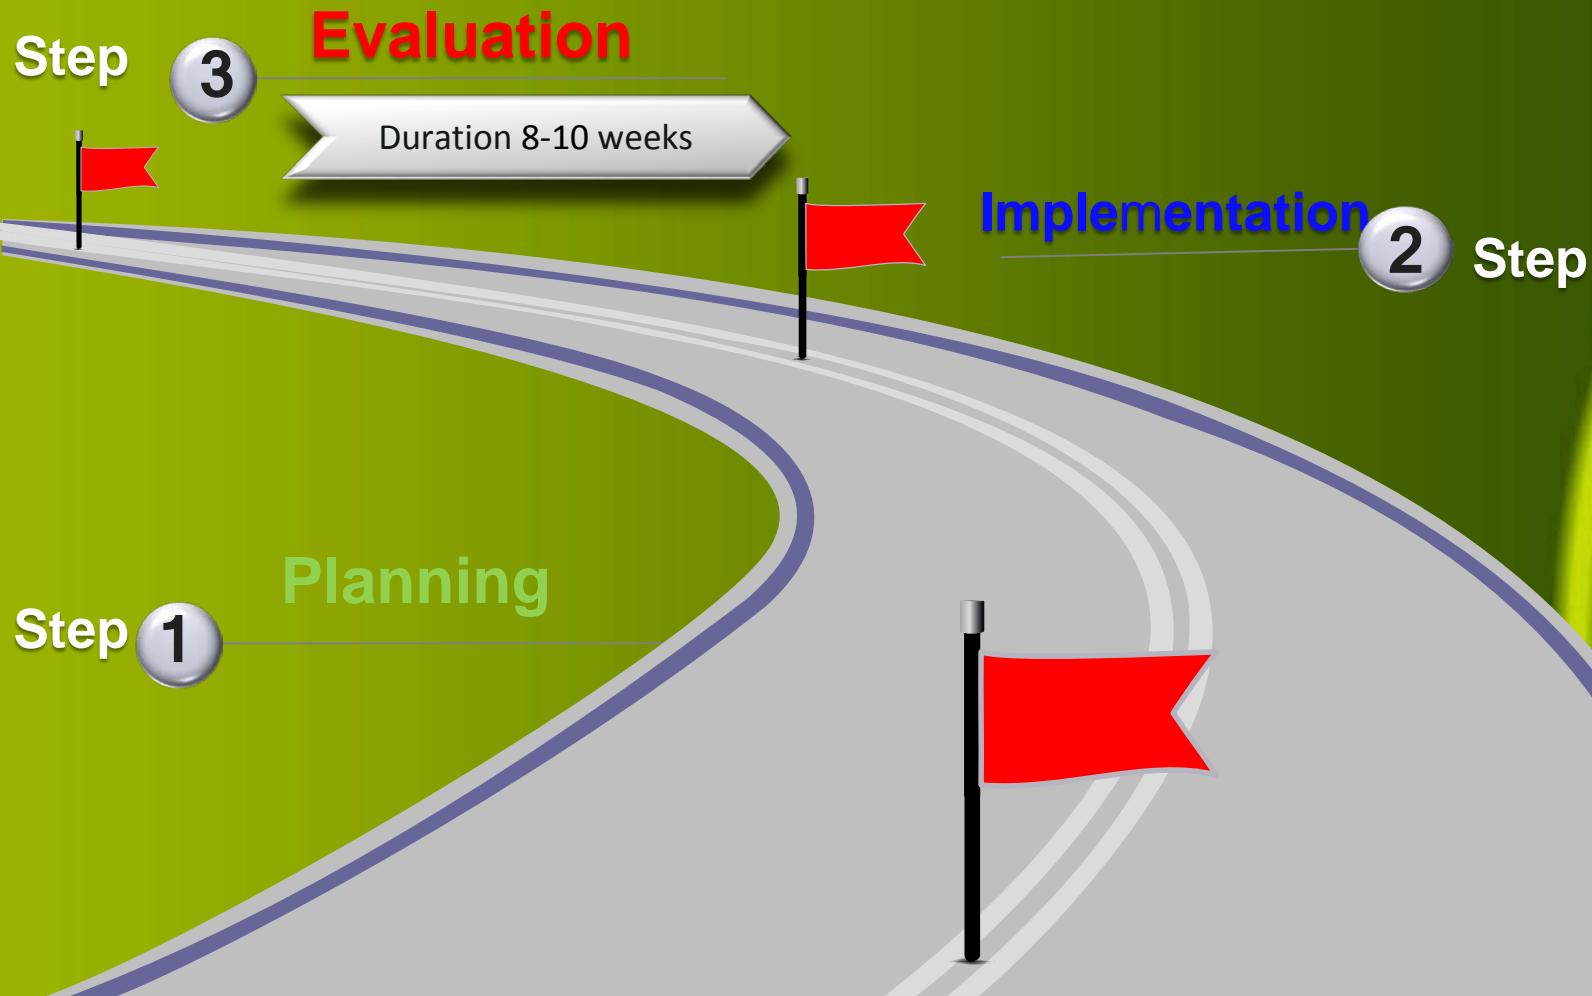 Evaluation
Step 3
Duration 8-10 weeks
Implementation
2 Step
Planning
Step 1